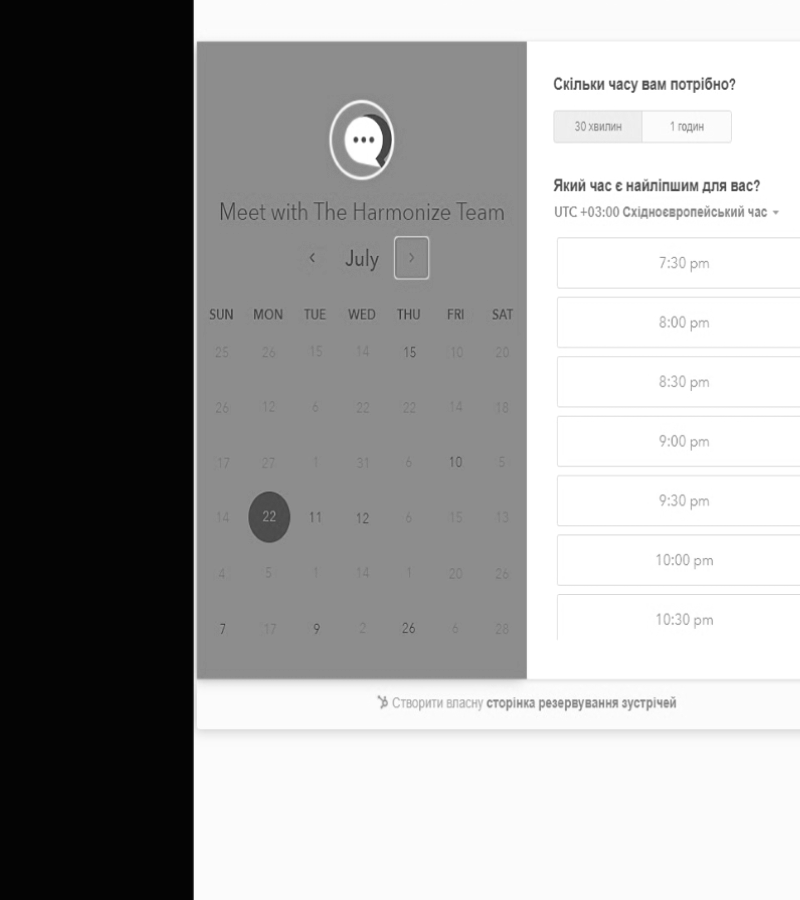 Meet with The Harmonize Team
‹ July ›
SUN MON TUE WED THU FRI SAT
25 26 15 14 15 10 20
26 12 6 22 22 14 18
17 27 1 31 6 10 5
14 22 11 12 6 15 13
4 5 1 14 1 20 26
7 17 9 2 26 6 28
Скільки часу вам потрібно?
30 хвилин 1 годин
Який час є найліпшим для вас?
UTC +03:00 Східноєвропейський час
7:30 pm
8:00 pm
8:30 pm
9:00 pm
9:30 pm
10:00 pm
10:30 pm
Створити власну сторінка резервування зустрічей